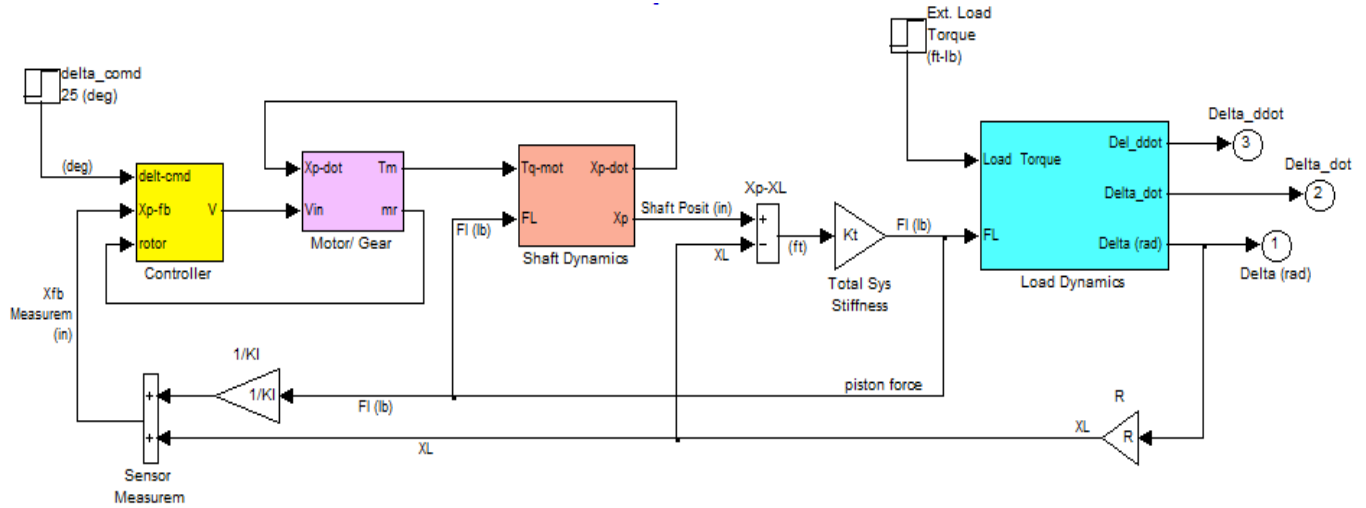 Ext. Load
Torque
(ft-lb)
delta_comd
25 (deg)
(deg)
delt-cmd
Xp-fb
rotor
V
Controller
Xp-dot
Vin
Tm
mr
Motor/ Gear
Tq-mot
FL
Xp-dot
Xp
Shaft Dynamics
Fl (lb)
Shaft Posit (in)
Xp-XL
+
−
XL
(ft)
Kt
Total Sys
Stiffness
Fl (lb)
Load Torque
FL
Del_ddot
Delta_dot
Delta (rad)
Load Dynamics
Delta_ddot
3
Delta_dot
2
1
Delta (rad)
Xfb
Measurem
(in)
1/Kl
1/Kl
Fl (lb)
piston force
+
+
Sensor
Measurem
XL
XL
R
R